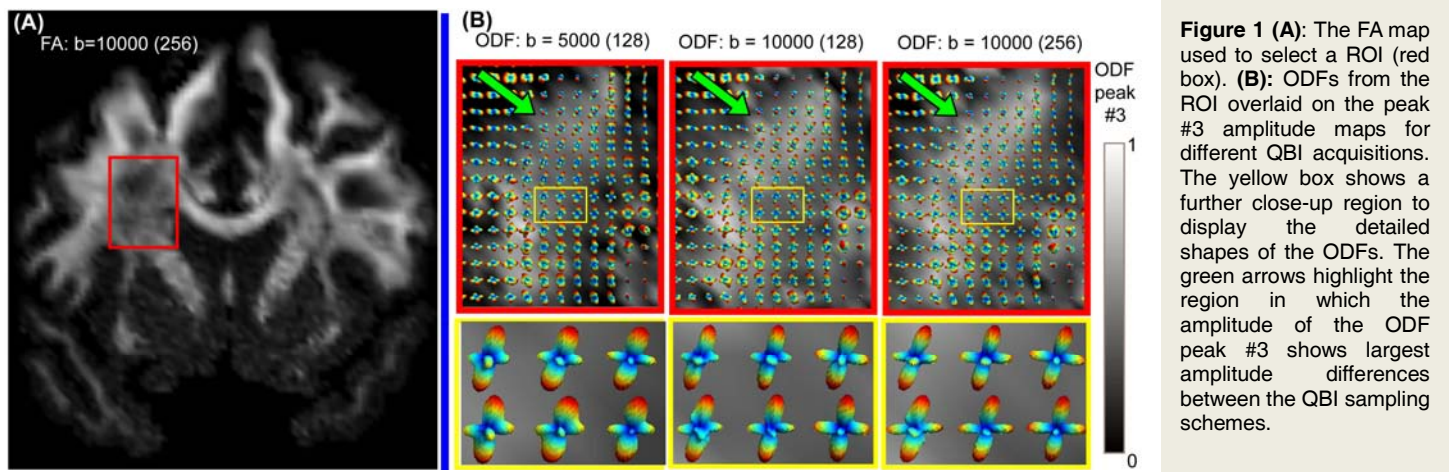 (A)
FA: b=10000 (256)
(B)
ODF: b = 5000 (128)
ODF: b = 10000 (128)
ODF: b = 10000 (256)
ODF
peak
#3
1
0
Figure 1 (A): The FA map
used to select a ROI (red
box). (B): ODFs from the
ROI overlaid on the peak
#3 amplitude maps for
different QBI acquisitions.
The yellow box shows a
further close-up region to
display the detailed
shapes of the ODFs. The
green arrows highlight the
region in which the
amplitude of the ODF
peak #3 shows largest
amplitude differences
between the QBI sampling
schemes.